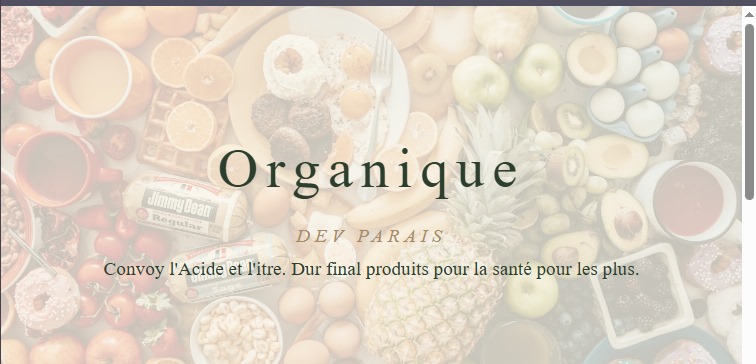 Organique
DEV PARAIS
Convoy l'Acide et l'itre. Dur final produits pour la santé pour les plus.
Jimmy Dean
Regular